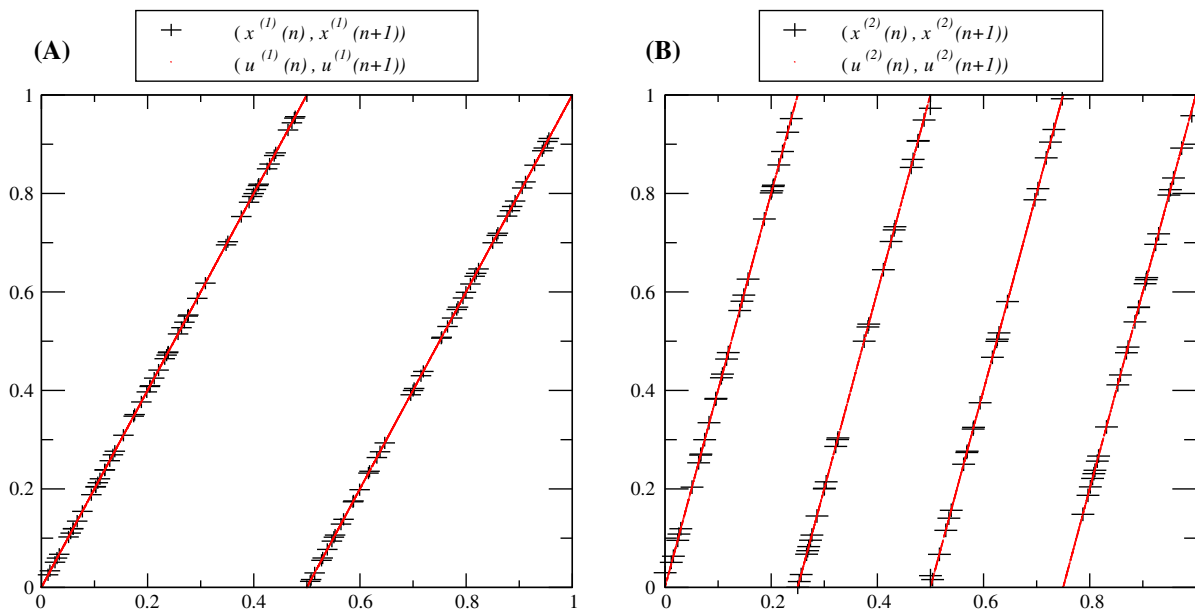 (A)
(x^(1)(n), x^(1)(n+1))
(u^(1)(n), u^(1)(n+1))
1
0.8
0.6
0.4
0.2
0
0 0.2 0.4 0.6 0.8 1
(B)
(x^(2)(n), x^(2)(n+1))
(u^(2)(n), u^(2)(n+1))
1
0.8
0.6
0.4
0.2
0
0 0.2 0.4 0.6 0.8